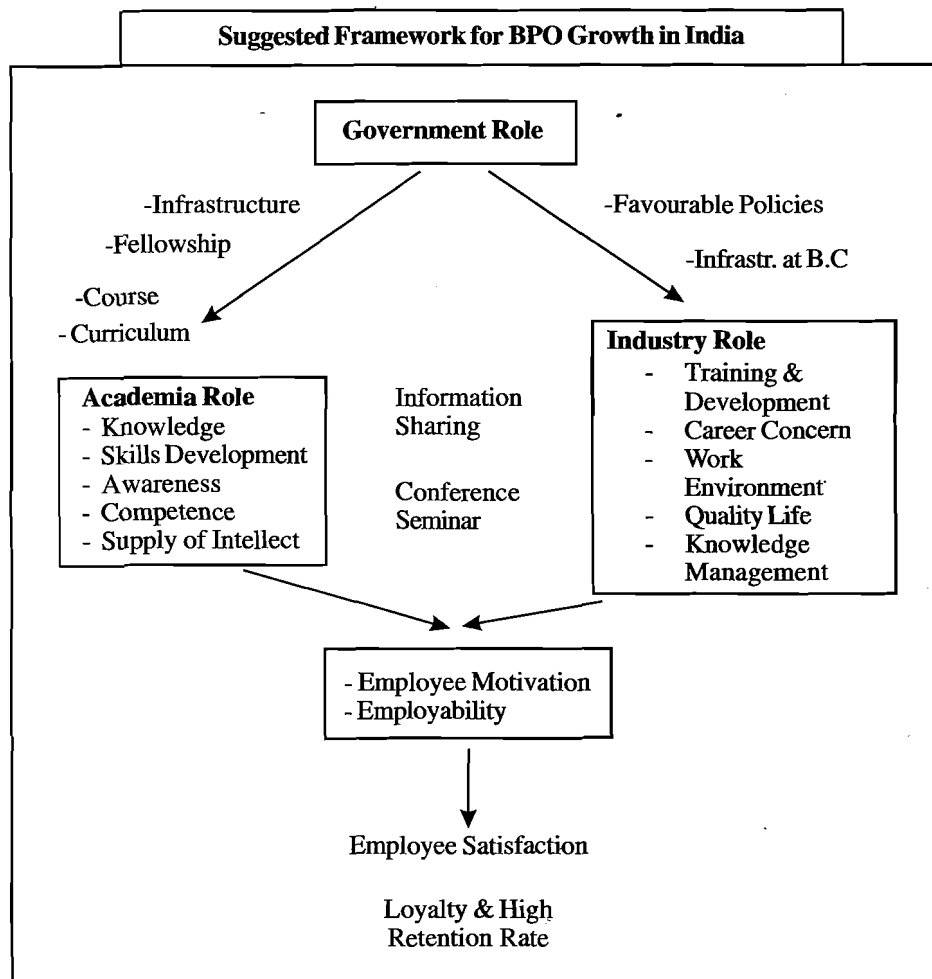 Suggested Framework for BPO Growth in India
Government Role
-Infrastructure
-Fellowship
-Course
- Curriculum
-Favourable Policies
-Infrastr. at B.C
Academia Role
- Knowledge
- Skills Development
- Awareness
- Competence
- Supply of Intellect
Information
Sharing
Conference
Seminar
Industry Role
- Training &
Development
- Career Concern
- Work
Environment
- Quality Life
- Knowledge
Management
- Employee Motivation
- Employability
Employee Satisfaction
Loyalty & High
Retention Rate